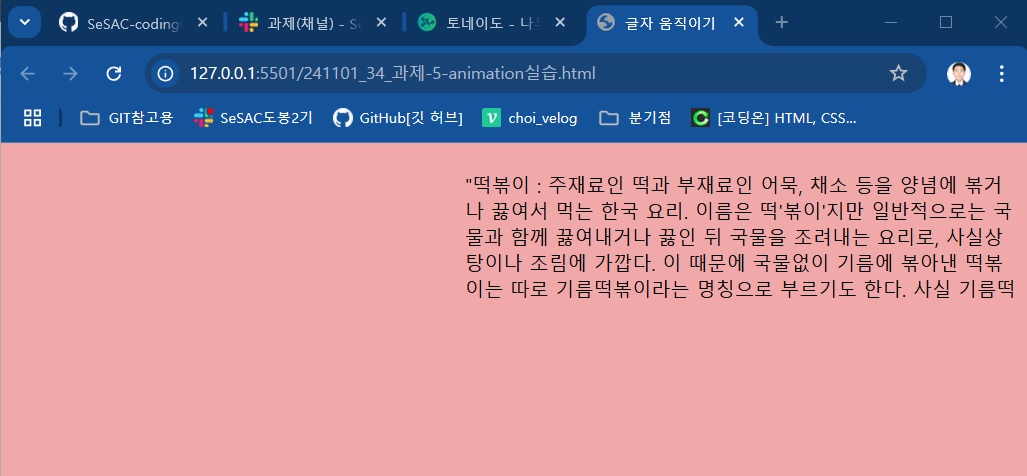 SeSAC-coding
과제(채널) - S
토네이도 - 나
글자 움직이기
127.0.0.1:5501/241101_34_과제-5-animation실습.html
GIT참고용
SeSAC도봉2기
GitHub[깃 허브]
choi_velog
분기점
[코딩온] HTML, CSS...
"떡볶이 : 주재료인 떡과 부재료인 어묵, 채소 등을 양념에 볶거
나 끓여서 먹는 한국 요리. 이름은 떡'볶이'지만 일반적으로는 국
물과 함께 끓여내거나 끓인 뒤 국물을 조려내는 요리로, 사실상
탕이나 조림에 가깝다. 이 때문에 국물없이 기름에 볶아낸 떡볶
이는 따로 기름떡볶이라는 명칭으로 부르기도 한다. 사실 기름떡